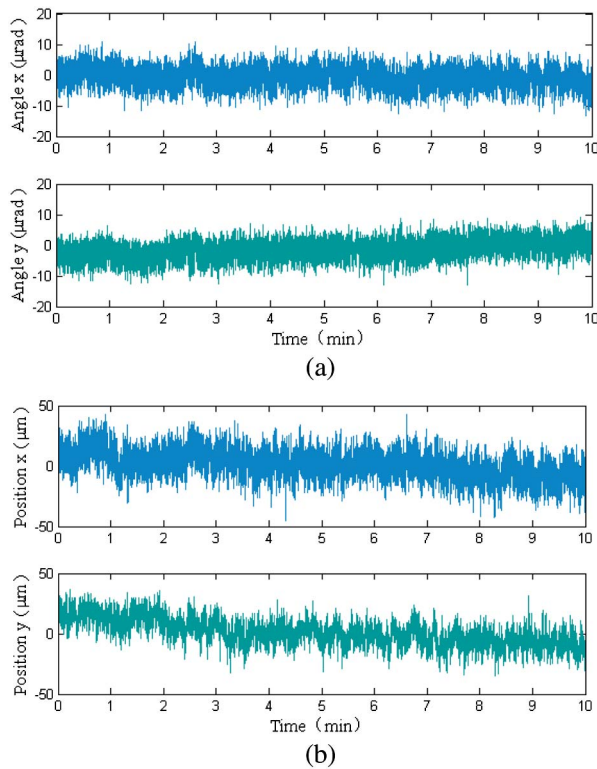 20
10
0
-10
-20
Angle x (μrad )
0 1 2 3 4 5 6 7 8 9 10
20
10
0
-10
-20
Angle y (μrad )
0 1 2 3 4 5 6 7 8 9 10
Time（min）
(a)
50
0
-50
Position x (μm)
0 1 2 3 4 5 6 7 8 9 10
50
0
-50
Position y (μm)
0 1 2 3 4 5 6 7 8 9 10
Time（min）
(b)